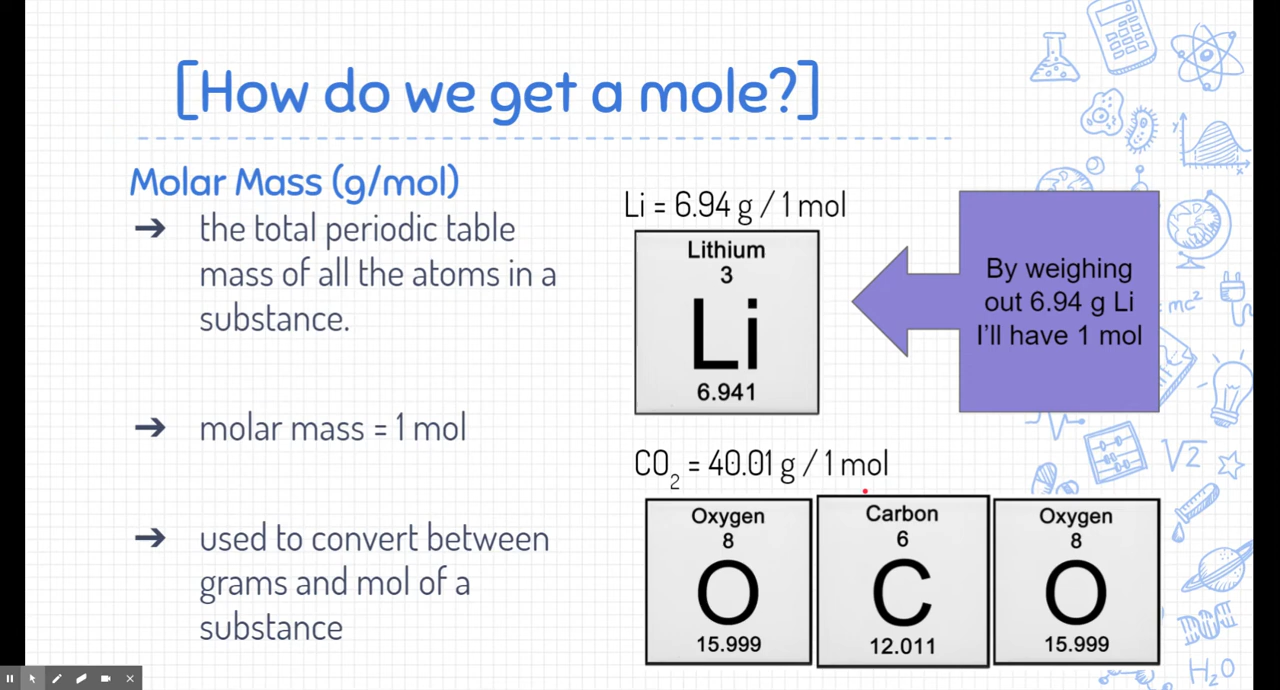 [How do we get a mole?]
Molar Mass (g/mol)
➔ the total periodic table
mass of all the atoms in a
substance.
➔ molar mass = 1 mol
➔ used to convert between
grams and mol of a
substance
Li = 6.94 g / 1 mol
Lithium
3
Li
6.941
By weighing
out 6.94 g Li
I'll have 1 mol
CO₂ = 40.01 g / 1 mol
Oxygen
8
O
15.999
Carbon
6
C
12.011
Oxygen
8
O
15.999
y
x
mc²
√2
H₂O